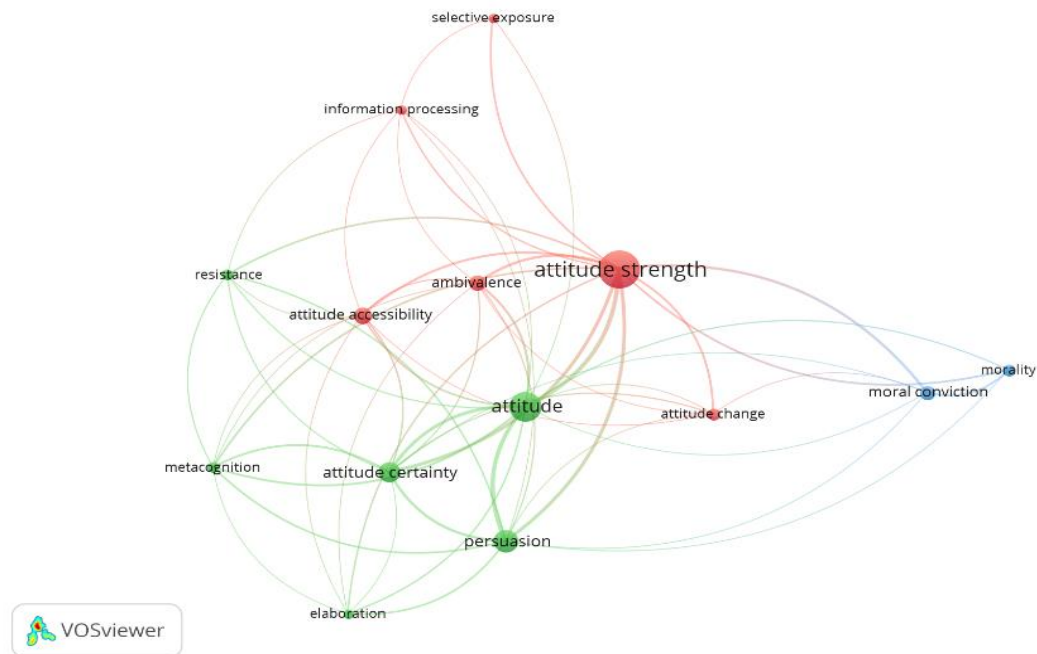 selective exposure
information processing
attitude strength
resistance
ambivalence
attitude accessibility
morality
moral conviction
attitude
attitude change
metacognition
attitude certainty
persuasion
elaboration
VOSviewer